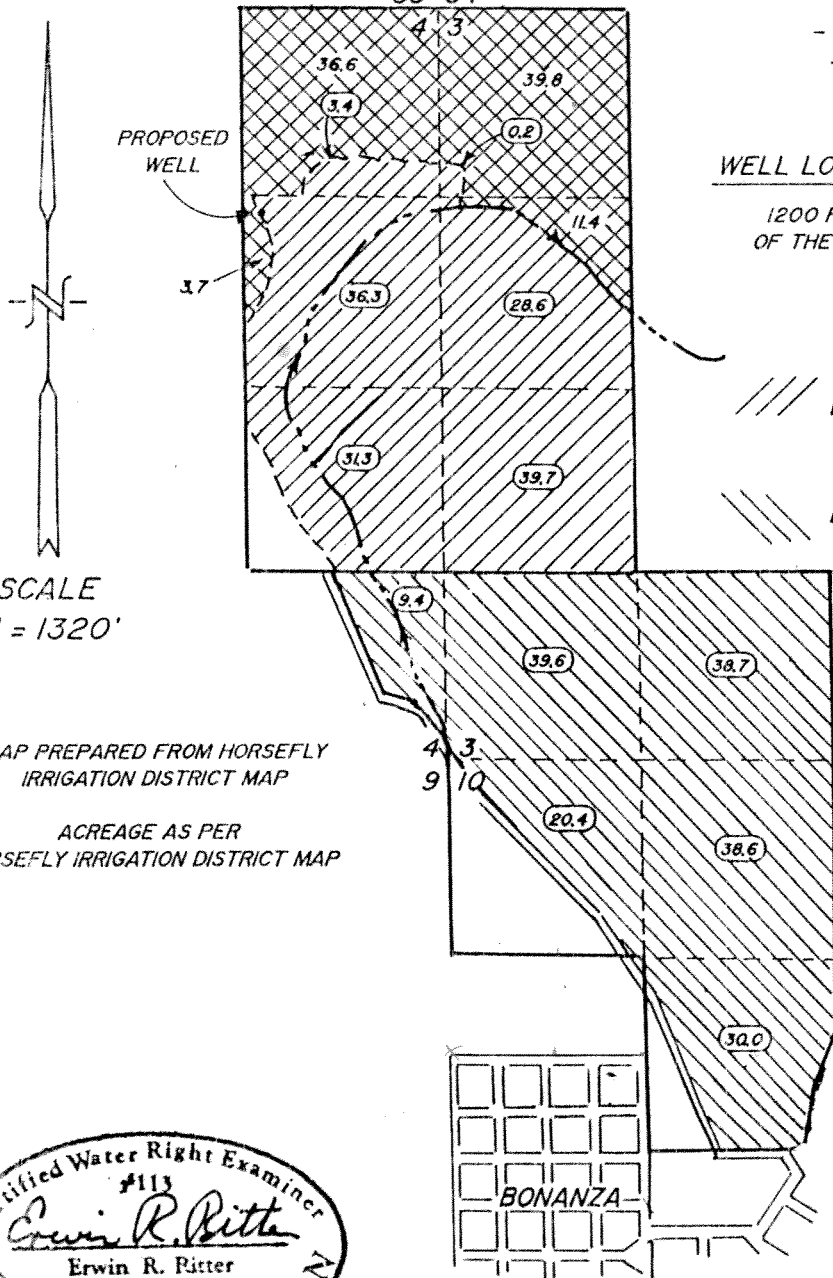 4 3
36.6
39.8
3.4
0.2
PROPOSED
WELL
WELL LO
1200
OF THE
11.4
3.7
36.3
28.6
31.3
39.7
SCALE
= 1320'
9.4
39.6
38.7
AP PREPARED FROM HORSEFLY
IRRIGATION DISTRICT MAP
4 3
9 10
ACREAGE AS PER
SEFLY IRRIGATION DISTRICT MAP
20.4
38.6
30.0
BONANZA
tified Water Right Examiner
#113
Erwin R. Ritter
Erwin R. Ritter
N